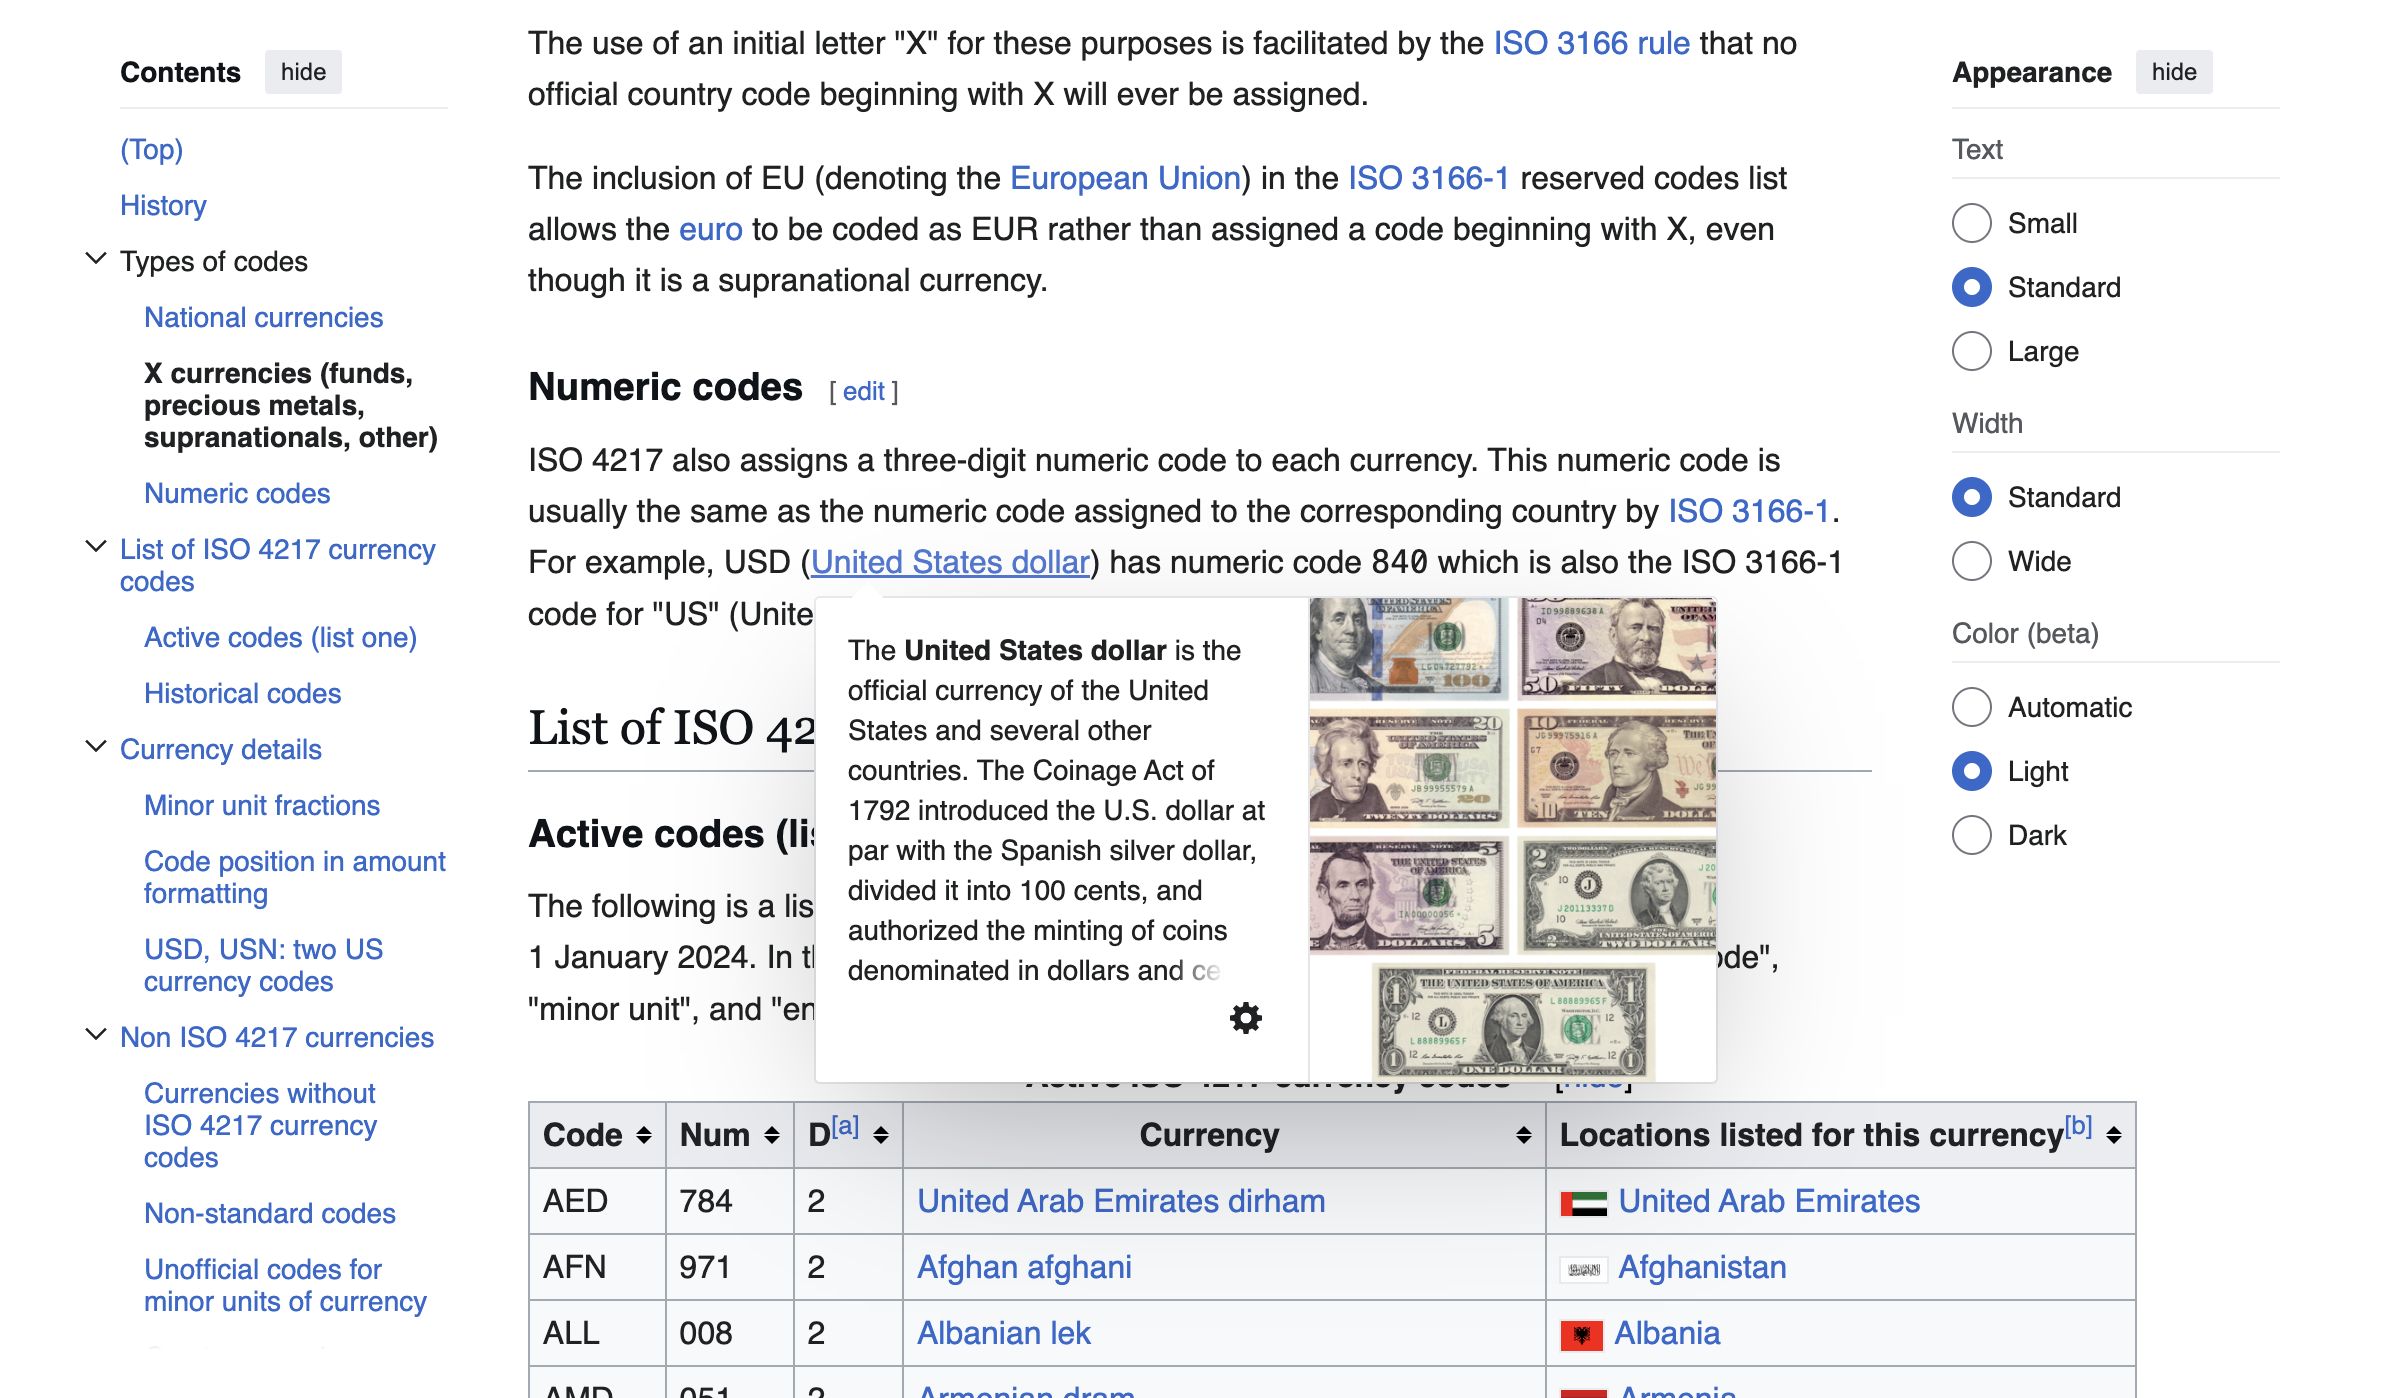 Contents hide
(Top)
History
Types of codes
National currencies
X currencies (funds,
precious metals,
supranationals, other)
Numeric codes
List of ISO 4217 currency
codes
Active codes (list one)
Historical codes
Currency details
Minor unit fractions
Code position in amount
formatting
USD, USN: two US
currency codes
Non ISO 4217 currencies
Currencies without
ISO 4217 currency
codes
Non-standard codes
Unofficial codes for
minor units of currency
The use of an initial letter "X" for these purposes is facilitated by the ISO 3166 rule that no
official country code beginning with X will ever be assigned.
The inclusion of EU (denoting the European Union) in the ISO 3166-1 reserved codes list
allows the euro to be coded as EUR rather than assigned a code beginning with X, even
though it is a supranational currency.
Numeric codes [ edit ]
ISO 4217 also assigns a three-digit numeric code to each currency. This numeric code is
usually the same as the numeric code assigned to the corresponding country by ISO 3166-1.
For example, USD (United States dollar) has numeric code 840 which is also the ISO 3166-1
code for "US" (Unite
The United States dollar is the
official currency of the United
States and several other
countries. The Coinage Act of
1792 introduced the U.S. dollar at
par with the Spanish silver dollar,
divided it into 100 cents, and
authorized the minting of coins
denominated in dollars and ce
List of ISO 42
Active codes (lis
The following is a lis
1 January 2024. In t
ode",
"minor unit", and "en
Active ISO 4217 currency codes [hide]
Code Num D[a] Currency Locations listed for this currency[b]
AED 784 2 United Arab Emirates dirham United Arab Emirates
AFN 971 2 Afghan afghani Afghanistan
ALL 008 2 Albanian lek Albania
AMD 051 2 Armenian dram Armenia
Appearance hide
Text
Small
Standard
Large
Width
Standard
Wide
Color (beta)
Automatic
Light
Dark